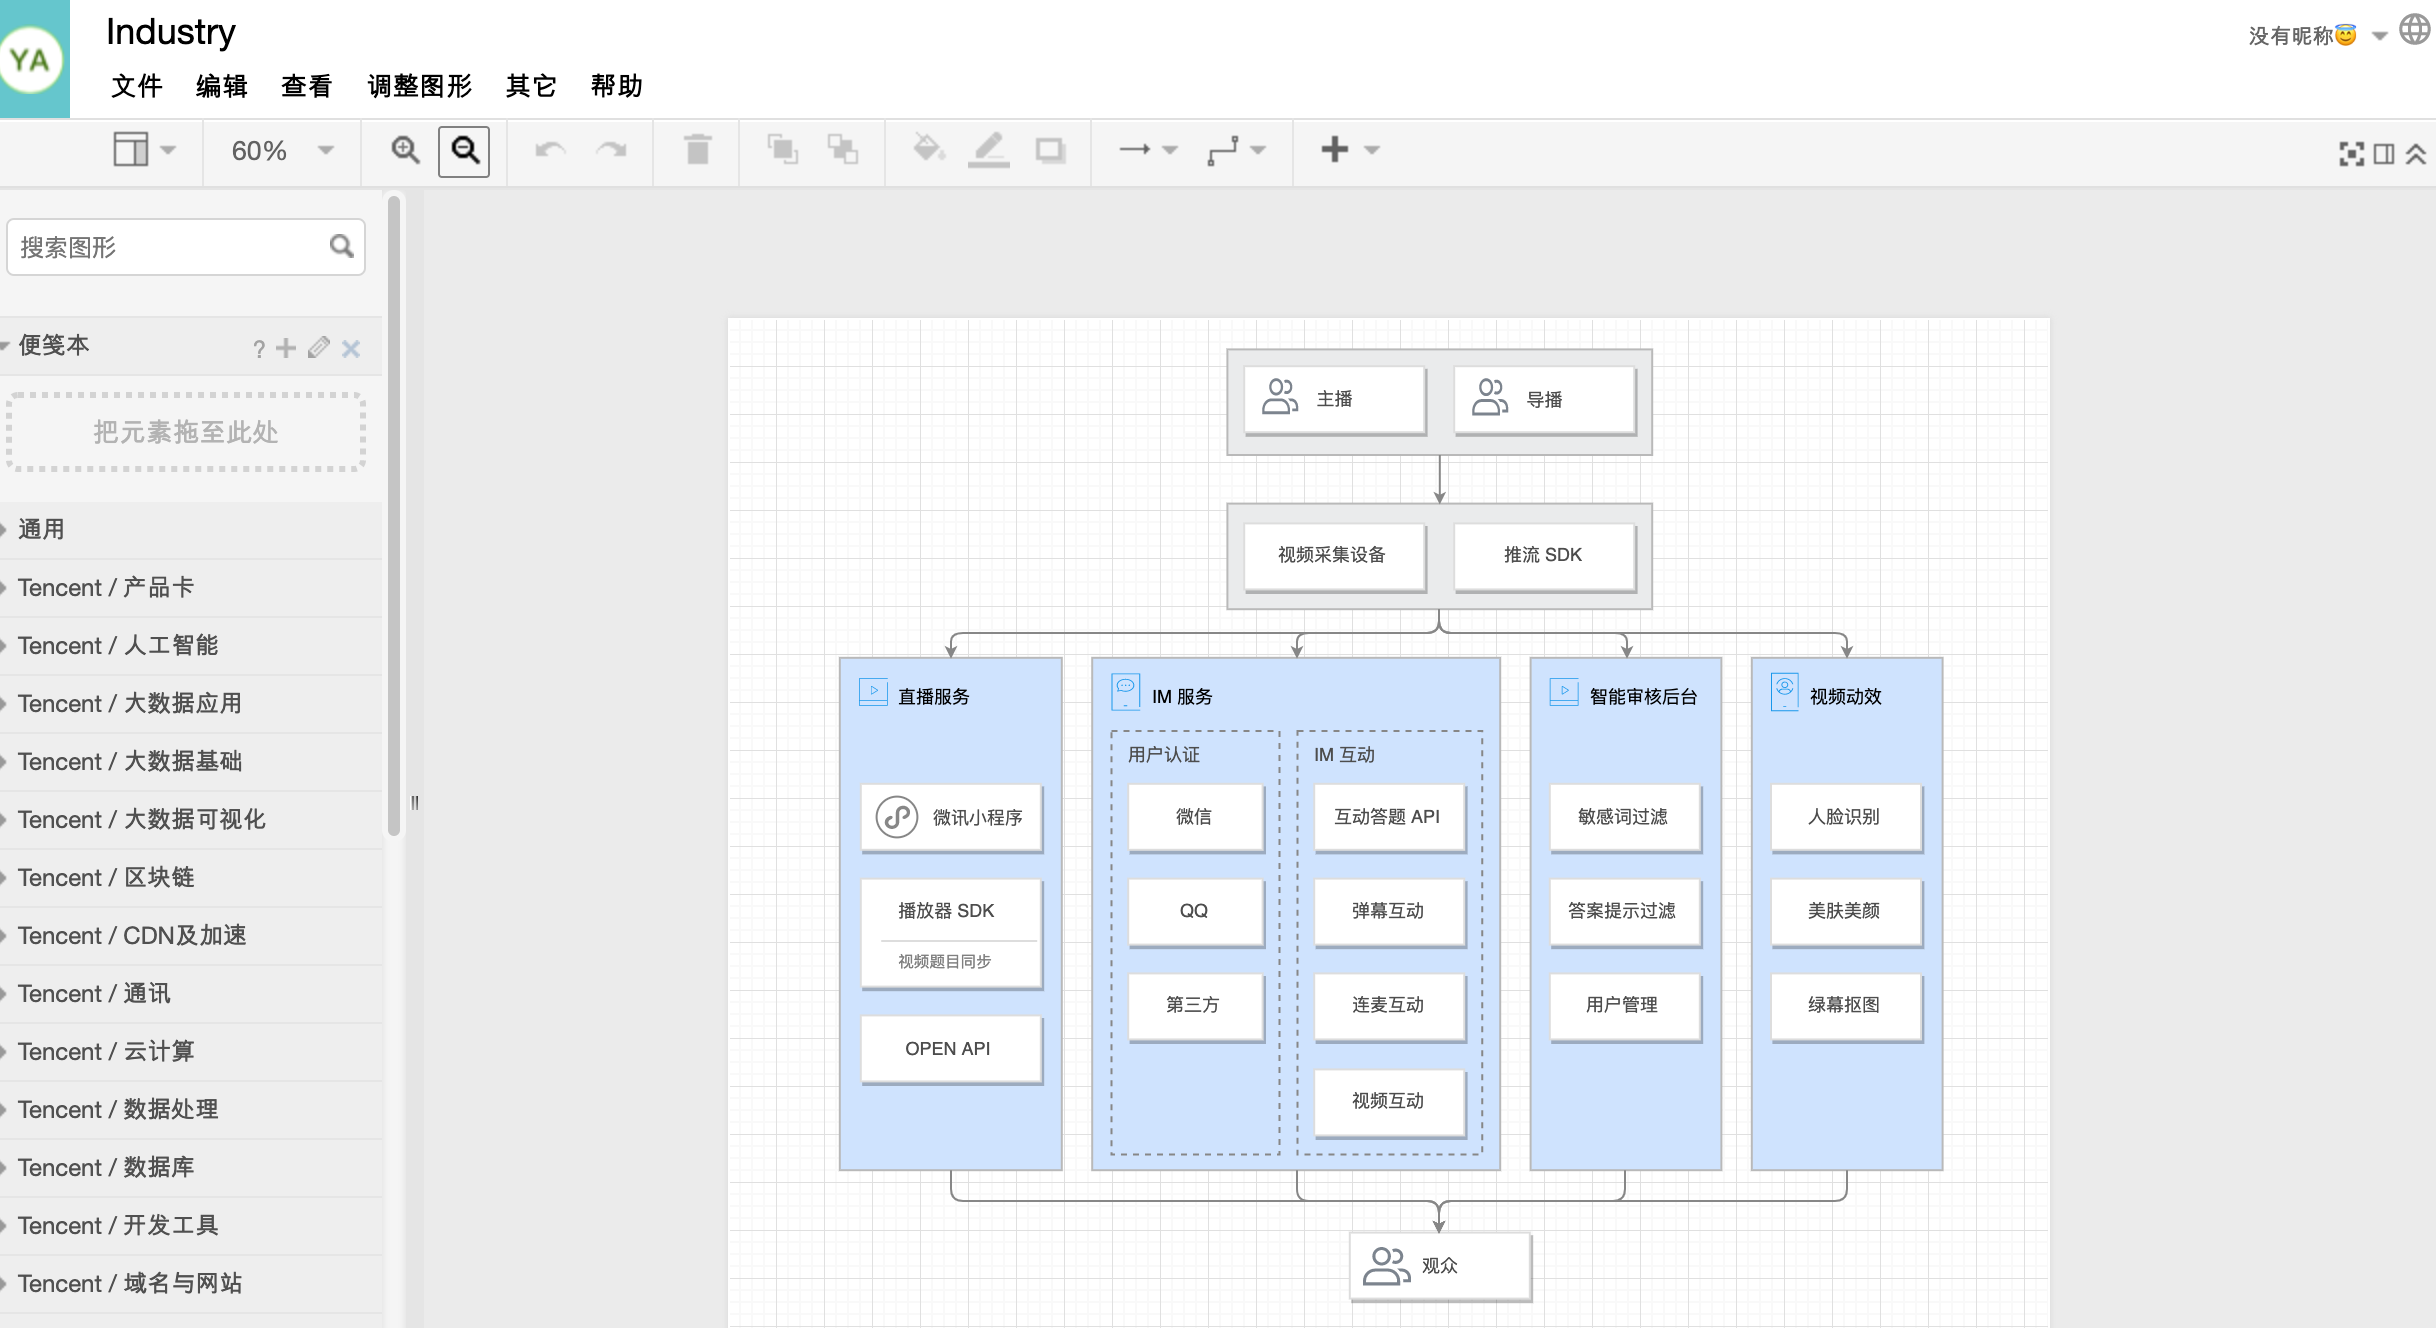 YA
Industry
没有昵称😇
文件 编辑 查看 调整图形 其它 帮助
60%
搜索图形
便笺本 ?
把元素拖至此处
通用
Tencent / 产品卡
Tencent / 人工智能
Tencent / 大数据应用
Tencent / 大数据基础
Tencent / 大数据可视化
Tencent / 区块链
Tencent / CDN及加速
Tencent / 通讯
Tencent / 云计算
Tencent / 数据处理
Tencent / 数据库
Tencent / 开发工具
Tencent / 域名与网站
主播
导播
视频采集设备
推流 SDK
直播服务
微讯小程序
播放器 SDK
视频题目同步
OPEN API
IM 服务
用户认证
微信
QQ
第三方
IM 互动
互动答题 API
弹幕互动
连麦互动
视频互动
智能审核后台
敏感词过滤
答案提示过滤
用户管理
视频动效
人脸识别
美肤美颜
绿幕抠图
观众